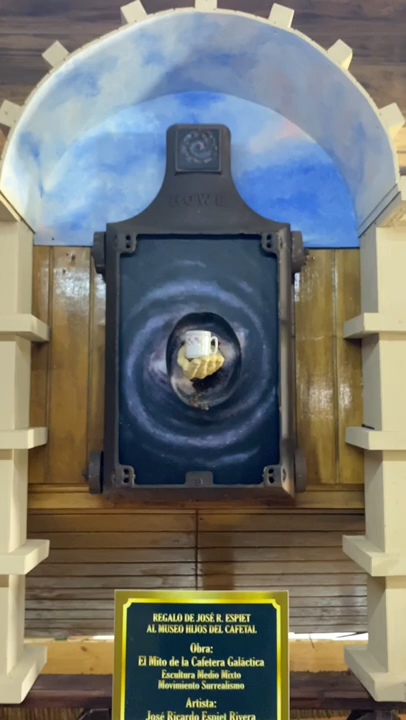 HOWE
REGALO DE JOSÉ R. ESPIET
AL MUSEO HIJOS DEL CAFETAL
Obra:
El Mito de la Cafetera Galáctica
Escultura Medio Mixto
Movimiento Surrealismo
Artista:
José Ricardo Espiet Rivera